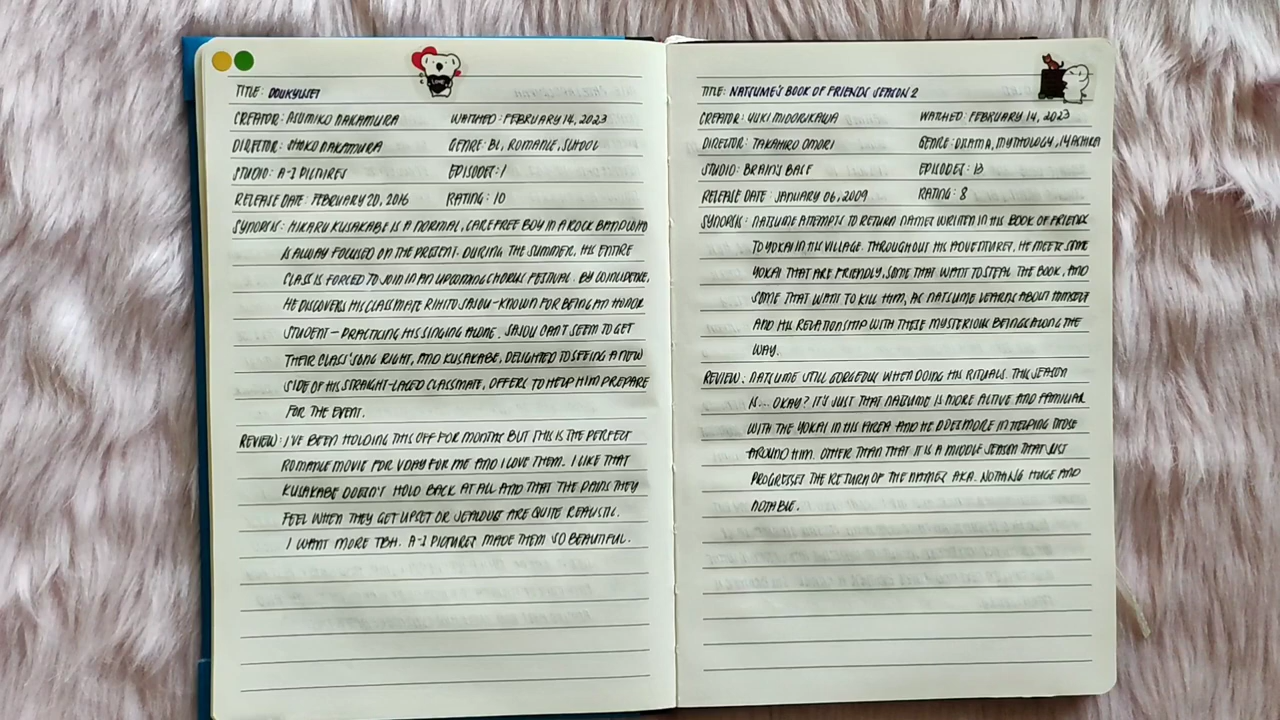 TITLE: DOUKYUSEI
CREATOR: ASUMIKO NAKAMURA WATCHED: FEBRUARY 14, 2023
DIRECTOR: SHOKO NAKAMURA GENRE: BL, ROMANCE, SCHOOL
STUDIO: A-1 PICTURES EPISODES: 1
RELEASE DATE: FEBRUARY 20, 2016 RATING: 10
SYNOPSIS: HIKARU KUSAKABE IS A NORMAL, CAREFREE BOY IN A ROCK BAND WHO
IS ALWAY FOCUSED ON THE PRESENT. DURING THE SUMMER, HIS ENTIRE
CLASS IS FORCED TO JOIN IN AN UPCOMING CHORUS FESTIVAL. BY COINCIDENCE,
HE DISCOVERS HIS CLASSMATE RIHITO SAJOU-KNOWN FOR BEING AN HONOR
STUDENT - PRACTICING HIS SINGING ALONE. SAJOU CAN'T SEEM TO GET
THEIR CLASS' SONG RIGHT, AND KUSAKABE, DELIGHTED TO SEEING A NEW
SIDE OF HIS STRAIGHT-LACED CLASSMATE, OFFERS TO HELP HIM PREPARE
FOR THE EVENT.
REVIEW: I'VE BEEN HOLDING THIS OFF FOR MONTHS BUT THIS IS THE PERFECT
ROMANCE MOVIE FOR VDAY FOR ME AND I LOVE THEM. I LIKE THAT
KUSAKABE DOESN'T HOLD BACK AT ALL AND THAT THE PAINS THEY
FEEL WHEN THEY GET UPSET OR JEALOUS ARE QUITE REALISTIC.
I WANT MORE TBH. A-1 PICTURES MADE THEM SO BEAUTIFUL.
TITLE: NATSUME'S BOOK OF FRIENDS SEASON 2
CREATOR: YUKI MIDORIKAWA WATCHED: FEBRUARY 14, 2023
DIRECTOR: TAKAHIRO OMORI GENRE: DRAMA, MYTHOLOGY, IYASHIKEI
STUDIO: BRAIN'S BASE EPISODES: 13
RELEASE DATE: JANUARY 06, 2009 RATING: 8
SYNOPSIS: NATSUME ATTEMPTS TO RETURN NAMES WRITTEN IN HIS BOOK OF FRIENDS
TO YOKAI IN HIS VILLAGE. THROUGHOUT HIS ADVENTURES, HE MEETS SOME
YOKAI THAT ARE FRIENDLY, SOME THAT WANT TO STEAL THE BOOK, AND
SOME THAT WANT TO KILL HIM, AS NATSUME LEARNS ABOUT HIMSELF
AND HIS RELATIONSHIP WITH THESE MYSTERIOUS BEINGS ALONG THE
WAY.
REVIEW: NATSUME STILL GORGEOUS WHEN DOING HIS RITUALS. THIS SEASON
IS... OKAY? IT'S JUST THAT NATSUME IS MORE ACTIVE AND FAMILIAR
WITH THE YOKAI IN HIS AREA AND HE DOES MORE IN HELPING THOSE
AROUND HIM. OTHER THAN THAT IT IS A MIDDLE SEASON THAT JUST
PROGRESSES THE RETURN OF THE NAMES AKA. NOTHING HUGE AND
NOTABLE.